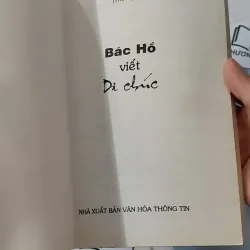 Bác Hồ
viết
Di chúc
NHÀ XUẤT BẢN VĂN HÓA THÔNG TIN